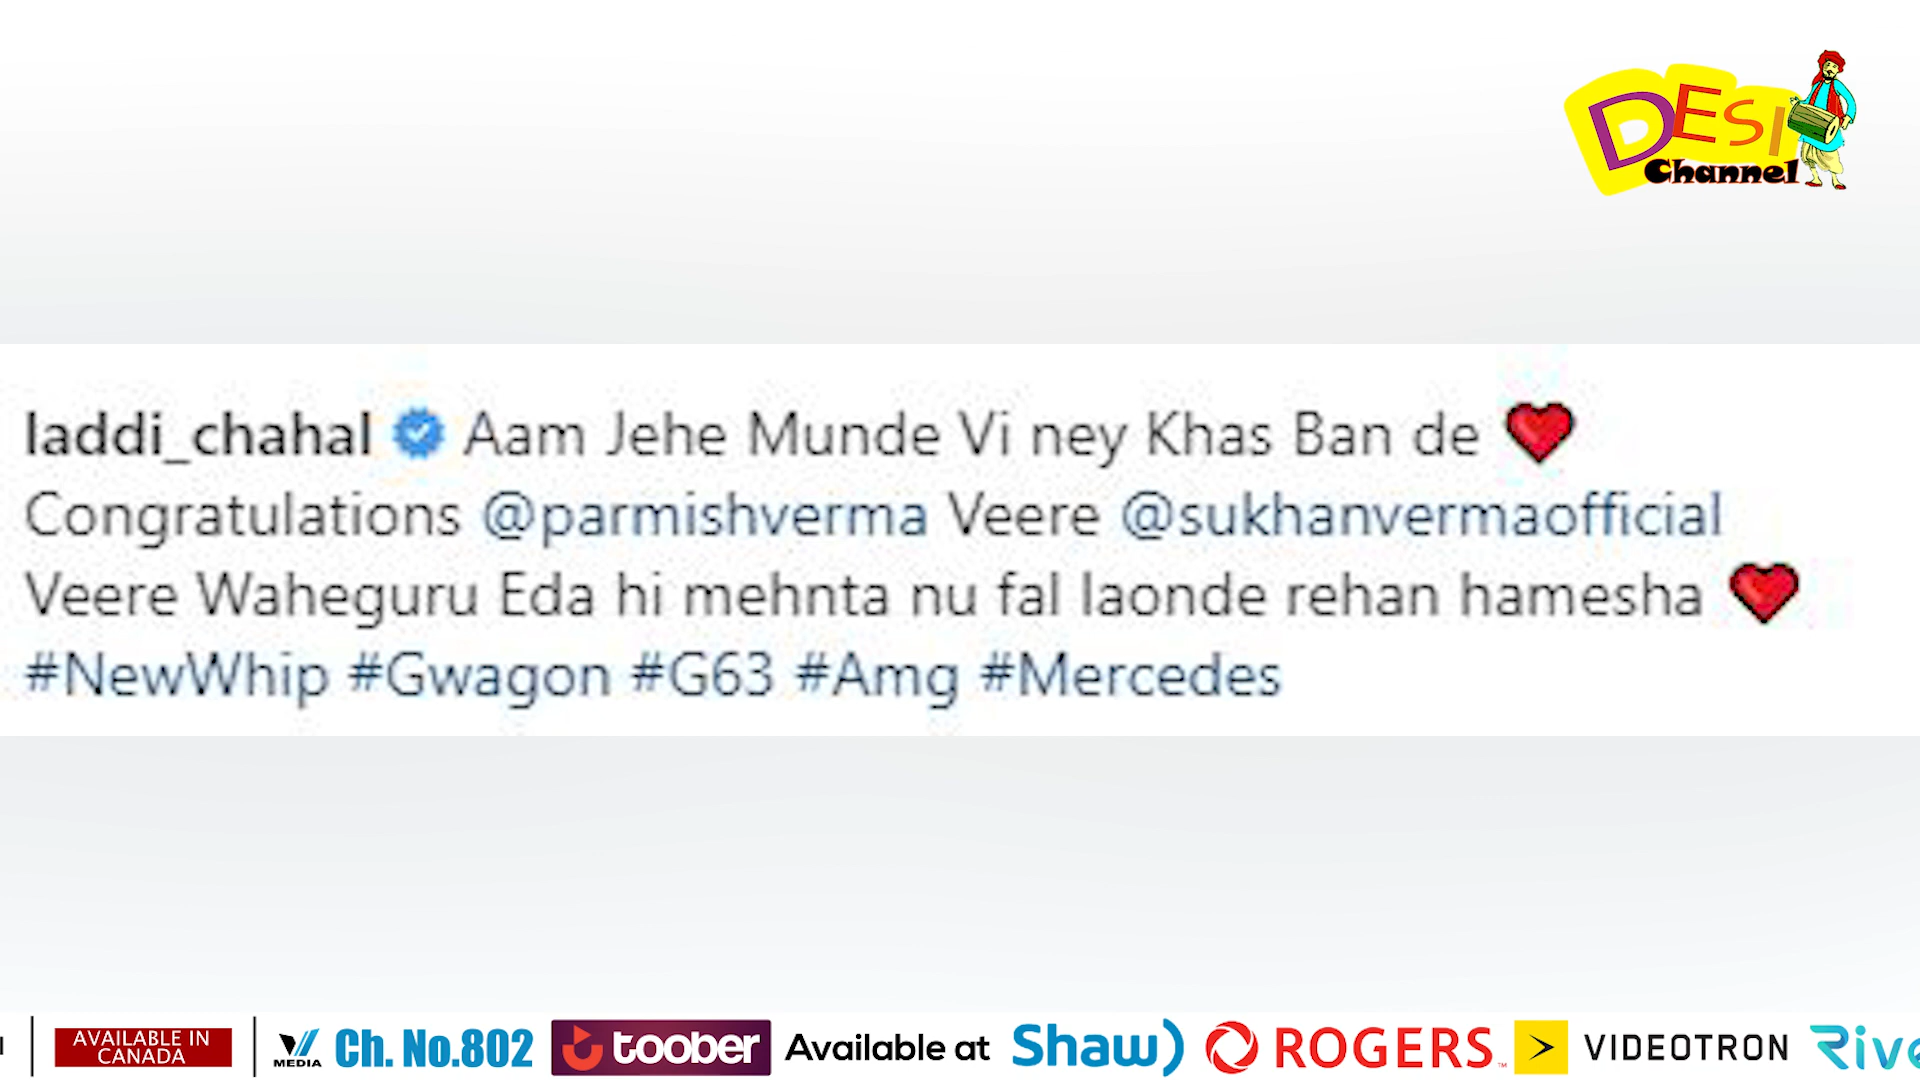 DESI
Channel
laddi_chahal Aam Jehe Munde Vi ney Khas Ban de ❤️
Congratulations @parmishverma Veere @sukhanvermaofficial
Veere Waheguru Eda hi mehnta nu fal laonde rehan hamesha ❤️
#NewWhip #Gwagon #G63 #Amg #Mercedes
AVAILABLE IN
CANADA
MEDIA Ch. No.802 toober Available at Shaw) ROGERS™ VIDEOTRON Rive